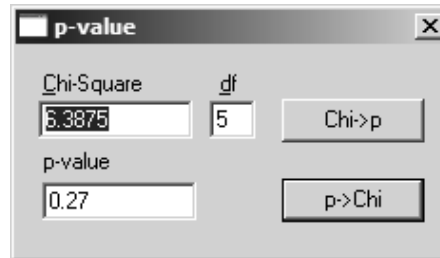 p-value
Chi-Square df
6.3875 5 Chi->p
p-value
0.27 p->Chi